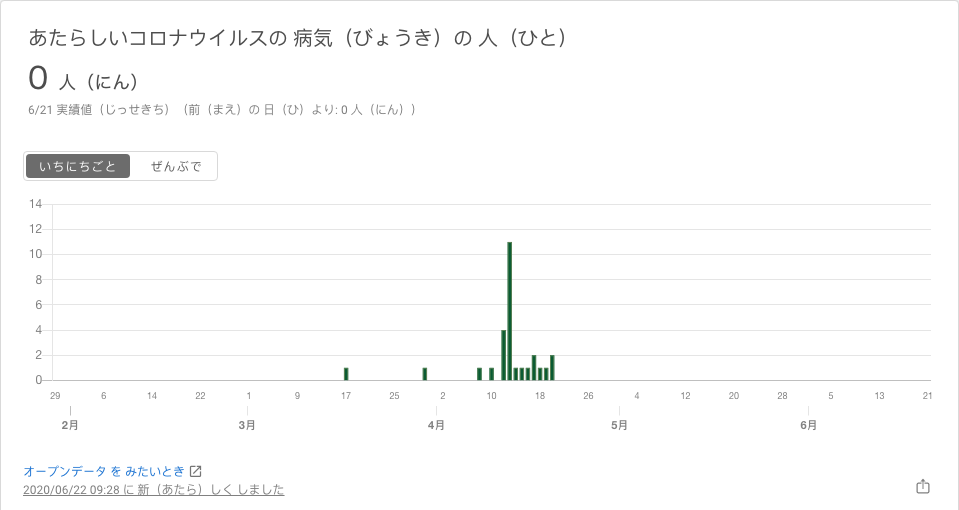 あたらしいコロナウイルスの 病気（びょうき）の 人（ひと）
0 人（にん）
6/21 実績値（じっせきち）（前（まえ）の 日（ひ）より: 0 人（にん））
いちにちごと ぜんぶで
14
12
10
8
6
4
2
0
29 6 14 22 1 9 17 25 2 10 18 26 4 12 20 28 5 13 21
2月 3月 4月 5月 6月
オープンデータ を みたいとき
2020/06/22 09:28 に 新（あたら）しく しました